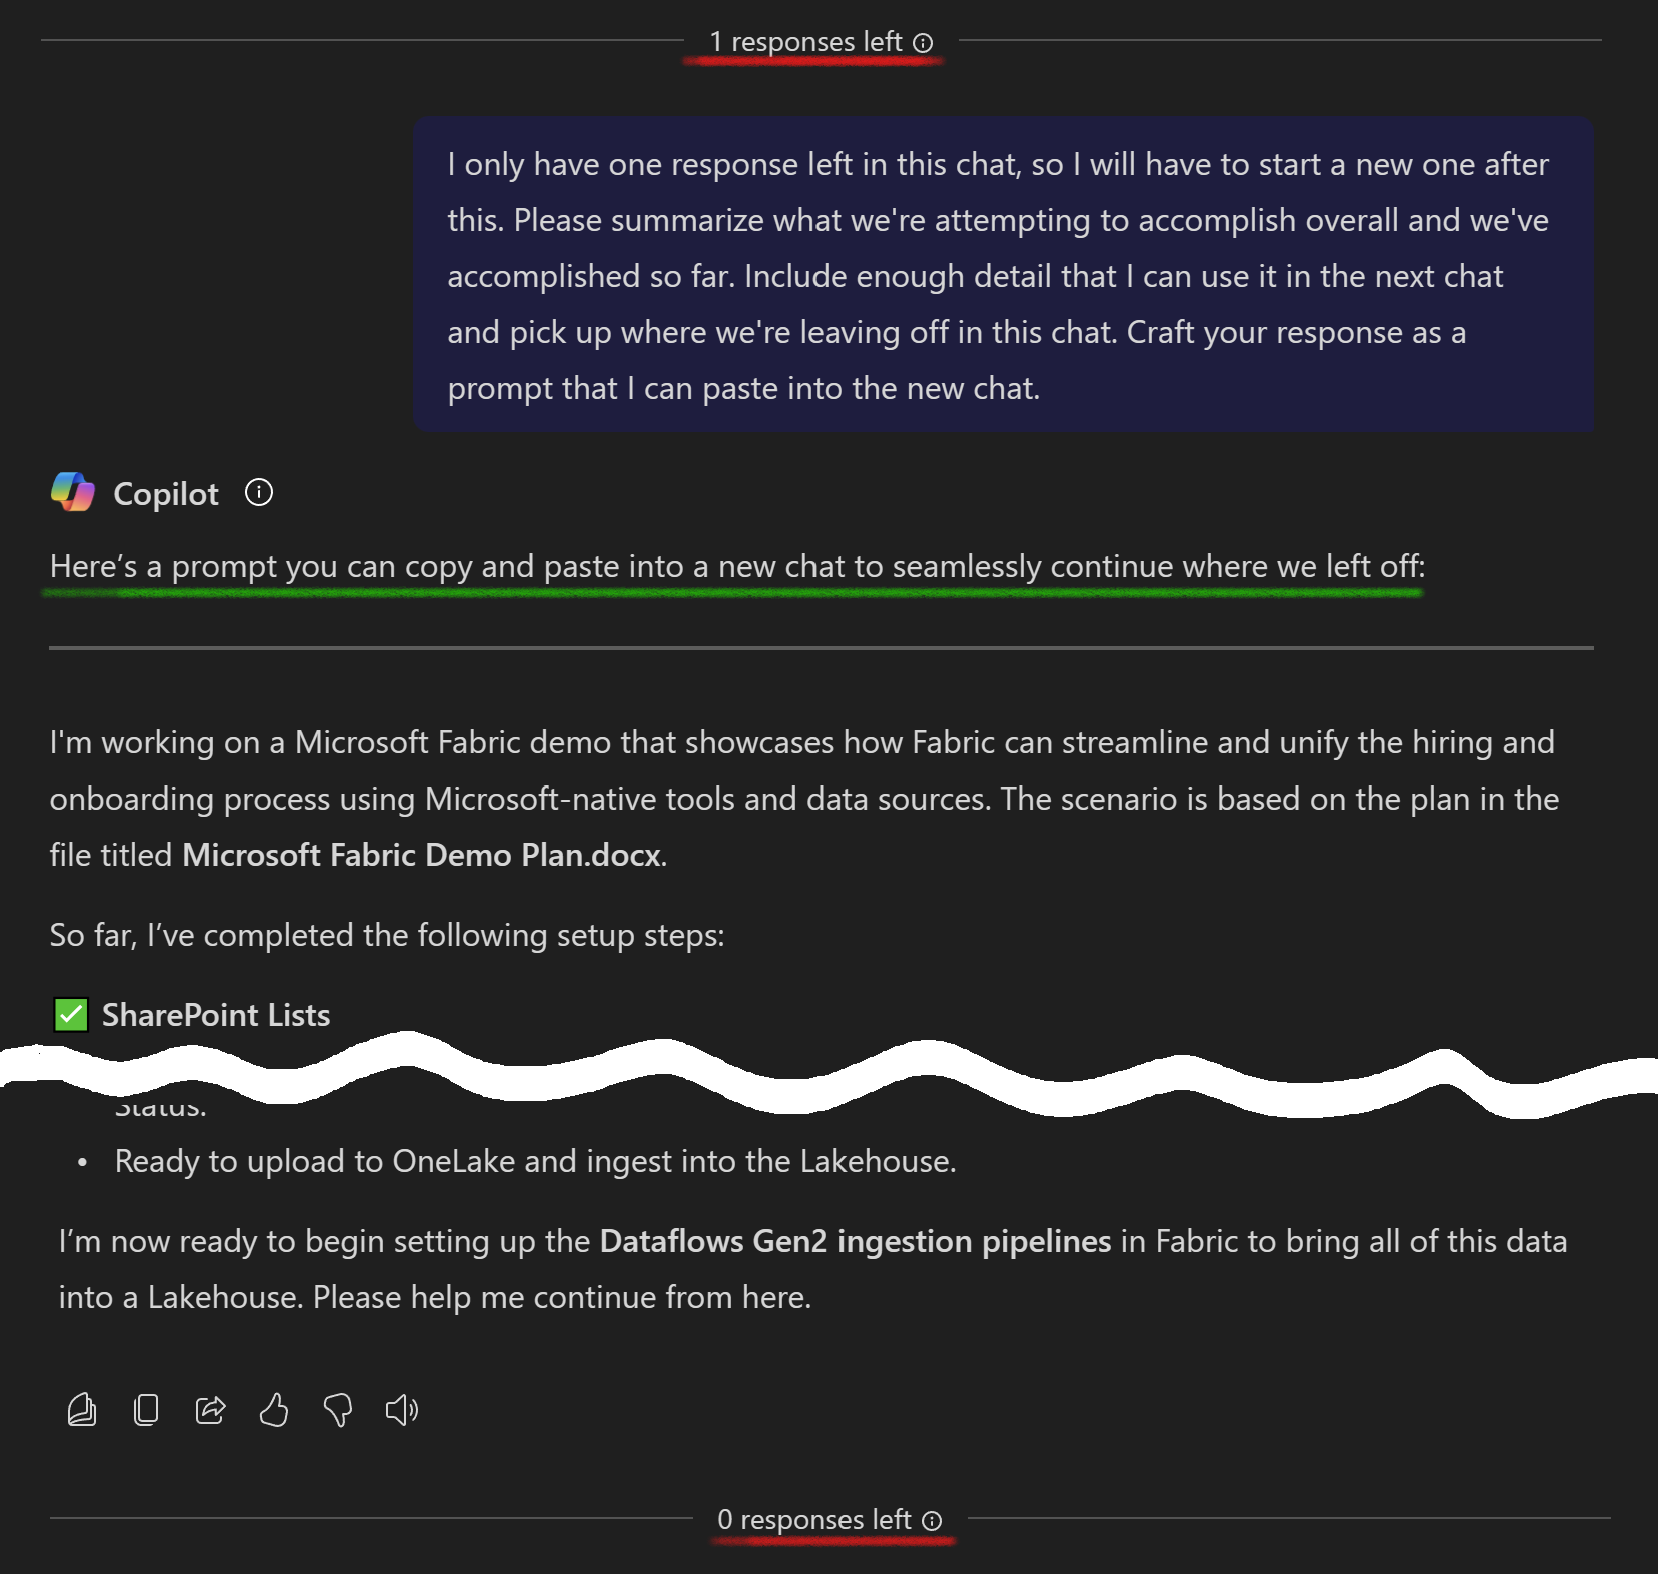 1 responses left
I only have one response left in this chat, so I will have to start a new one after
this. Please summarize what we're attempting to accomplish overall and we've
accomplished so far. Include enough detail that I can use it in the next chat
and pick up where we're leaving off in this chat. Craft your response as a
prompt that I can paste into the new chat.
Copilot
Here’s a prompt you can copy and paste into a new chat to seamlessly continue where we left off:
I'm working on a Microsoft Fabric demo that showcases how Fabric can streamline and unify the hiring and
onboarding process using Microsoft-native tools and data sources. The scenario is based on the plan in the
file titled Microsoft Fabric Demo Plan.docx.
So far, I’ve completed the following setup steps:
✅ SharePoint Lists
Status.
• Ready to upload to OneLake and ingest into the Lakehouse.
I’m now ready to begin setting up the Dataflows Gen2 ingestion pipelines in Fabric to bring all of this data
into a Lakehouse. Please help me continue from here.
0 responses left